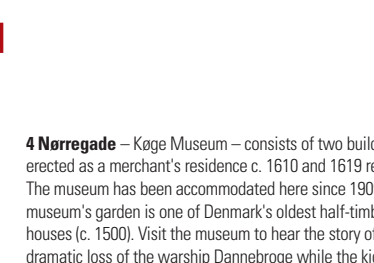 4 Nørregade – Køge Museum – consists of two
erected as a merchant's residence c. 1610 and 1619
The museum has been accommodated here since
museum's garden is one of Denmark's oldest
houses (c. 1500). Visit the museum to hear the story of
dramatic loss of the warship Dannebroge while the